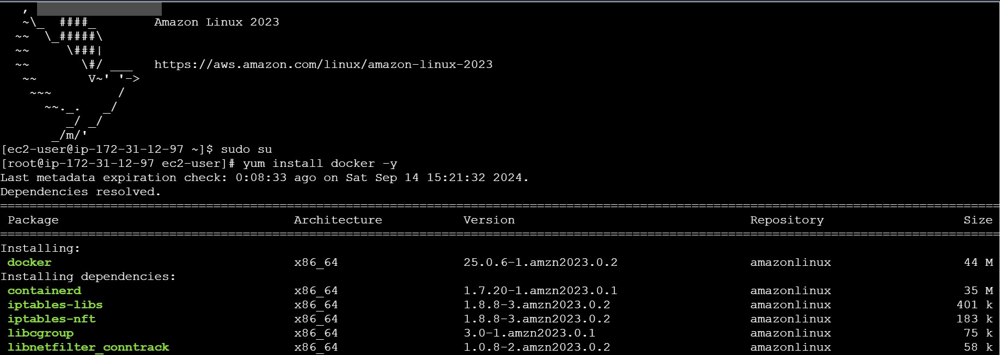 ,
   ~\_  ####_        Amazon Linux 2023
  ~~  \_#####\
  ~~     \###|
  ~~       \#/ ___   https://aws.amazon.com/linux/amazon-linux-2023
   ~~       V~' '->
    ~~~         /
      ~~._.   _/
         _/ _/
       _/m/'
[ec2-user@ip-172-31-12-97 ~]$ sudo su
[root@ip-172-31-12-97 ec2-user]# yum install docker -y
Last metadata expiration check: 0:08:33 ago on Sat Sep 14 15:21:32 2024.
Dependencies resolved.
================================================================================
Package Architecture Version Repository Size
================================================================================
Installing:
docker x86_64 25.0.6-1.amzn2023.0.2 amazonlinux 44 M
Installing dependencies:
containerd x86_64 1.7.20-1.amzn2023.0.1 amazonlinux 35 M
iptables-libs x86_64 1.8.8-3.amzn2023.0.2 amazonlinux 401 k
iptables-nft x86_64 1.8.8-3.amzn2023.0.2 amazonlinux 183 k
libcgroup x86_64 3.0-1.amzn2023.0.1 amazonlinux 75 k
libnetfilter_conntrack x86_64 1.0.8-2.amzn2023.0.2 amazonlinux 58 k